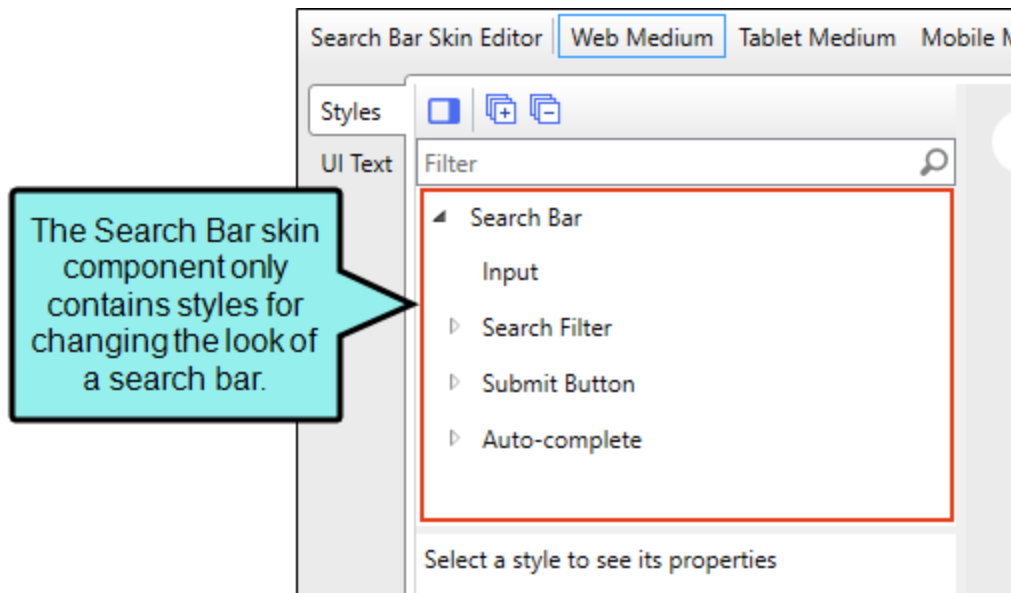 Search Bar Skin Editor Web Medium Tablet Medium Mobile
Styles
UI Text Filter
The Search Bar skin
component only
contains styles for
changing the look of
a search bar.
Search Bar
Input
Search Filter
Submit Button
Auto-complete
Select a style to see its properties